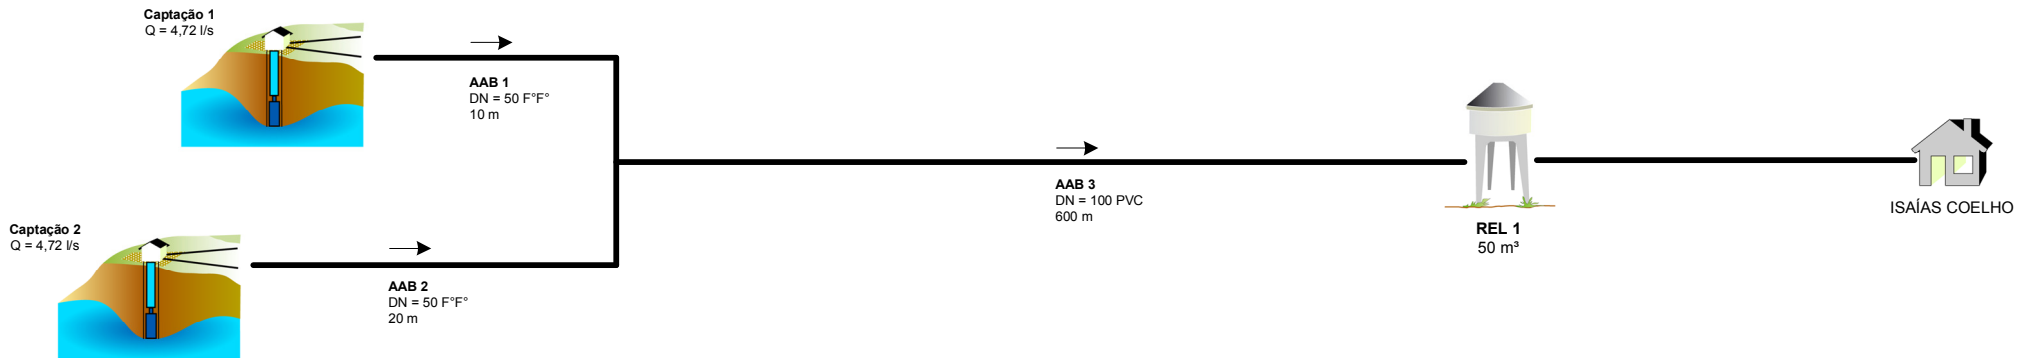 Captação 1
Q = 4,72 l/s
AAB 1
DN = 50 F°F°
10 m
Captação 2
Q = 4,72 l/s
AAB 2
DN = 50 F°F°
20 m
AAB 3
DN = 100 PVC
600 m
REL 1
50 m³
ISAÍAS COELHO